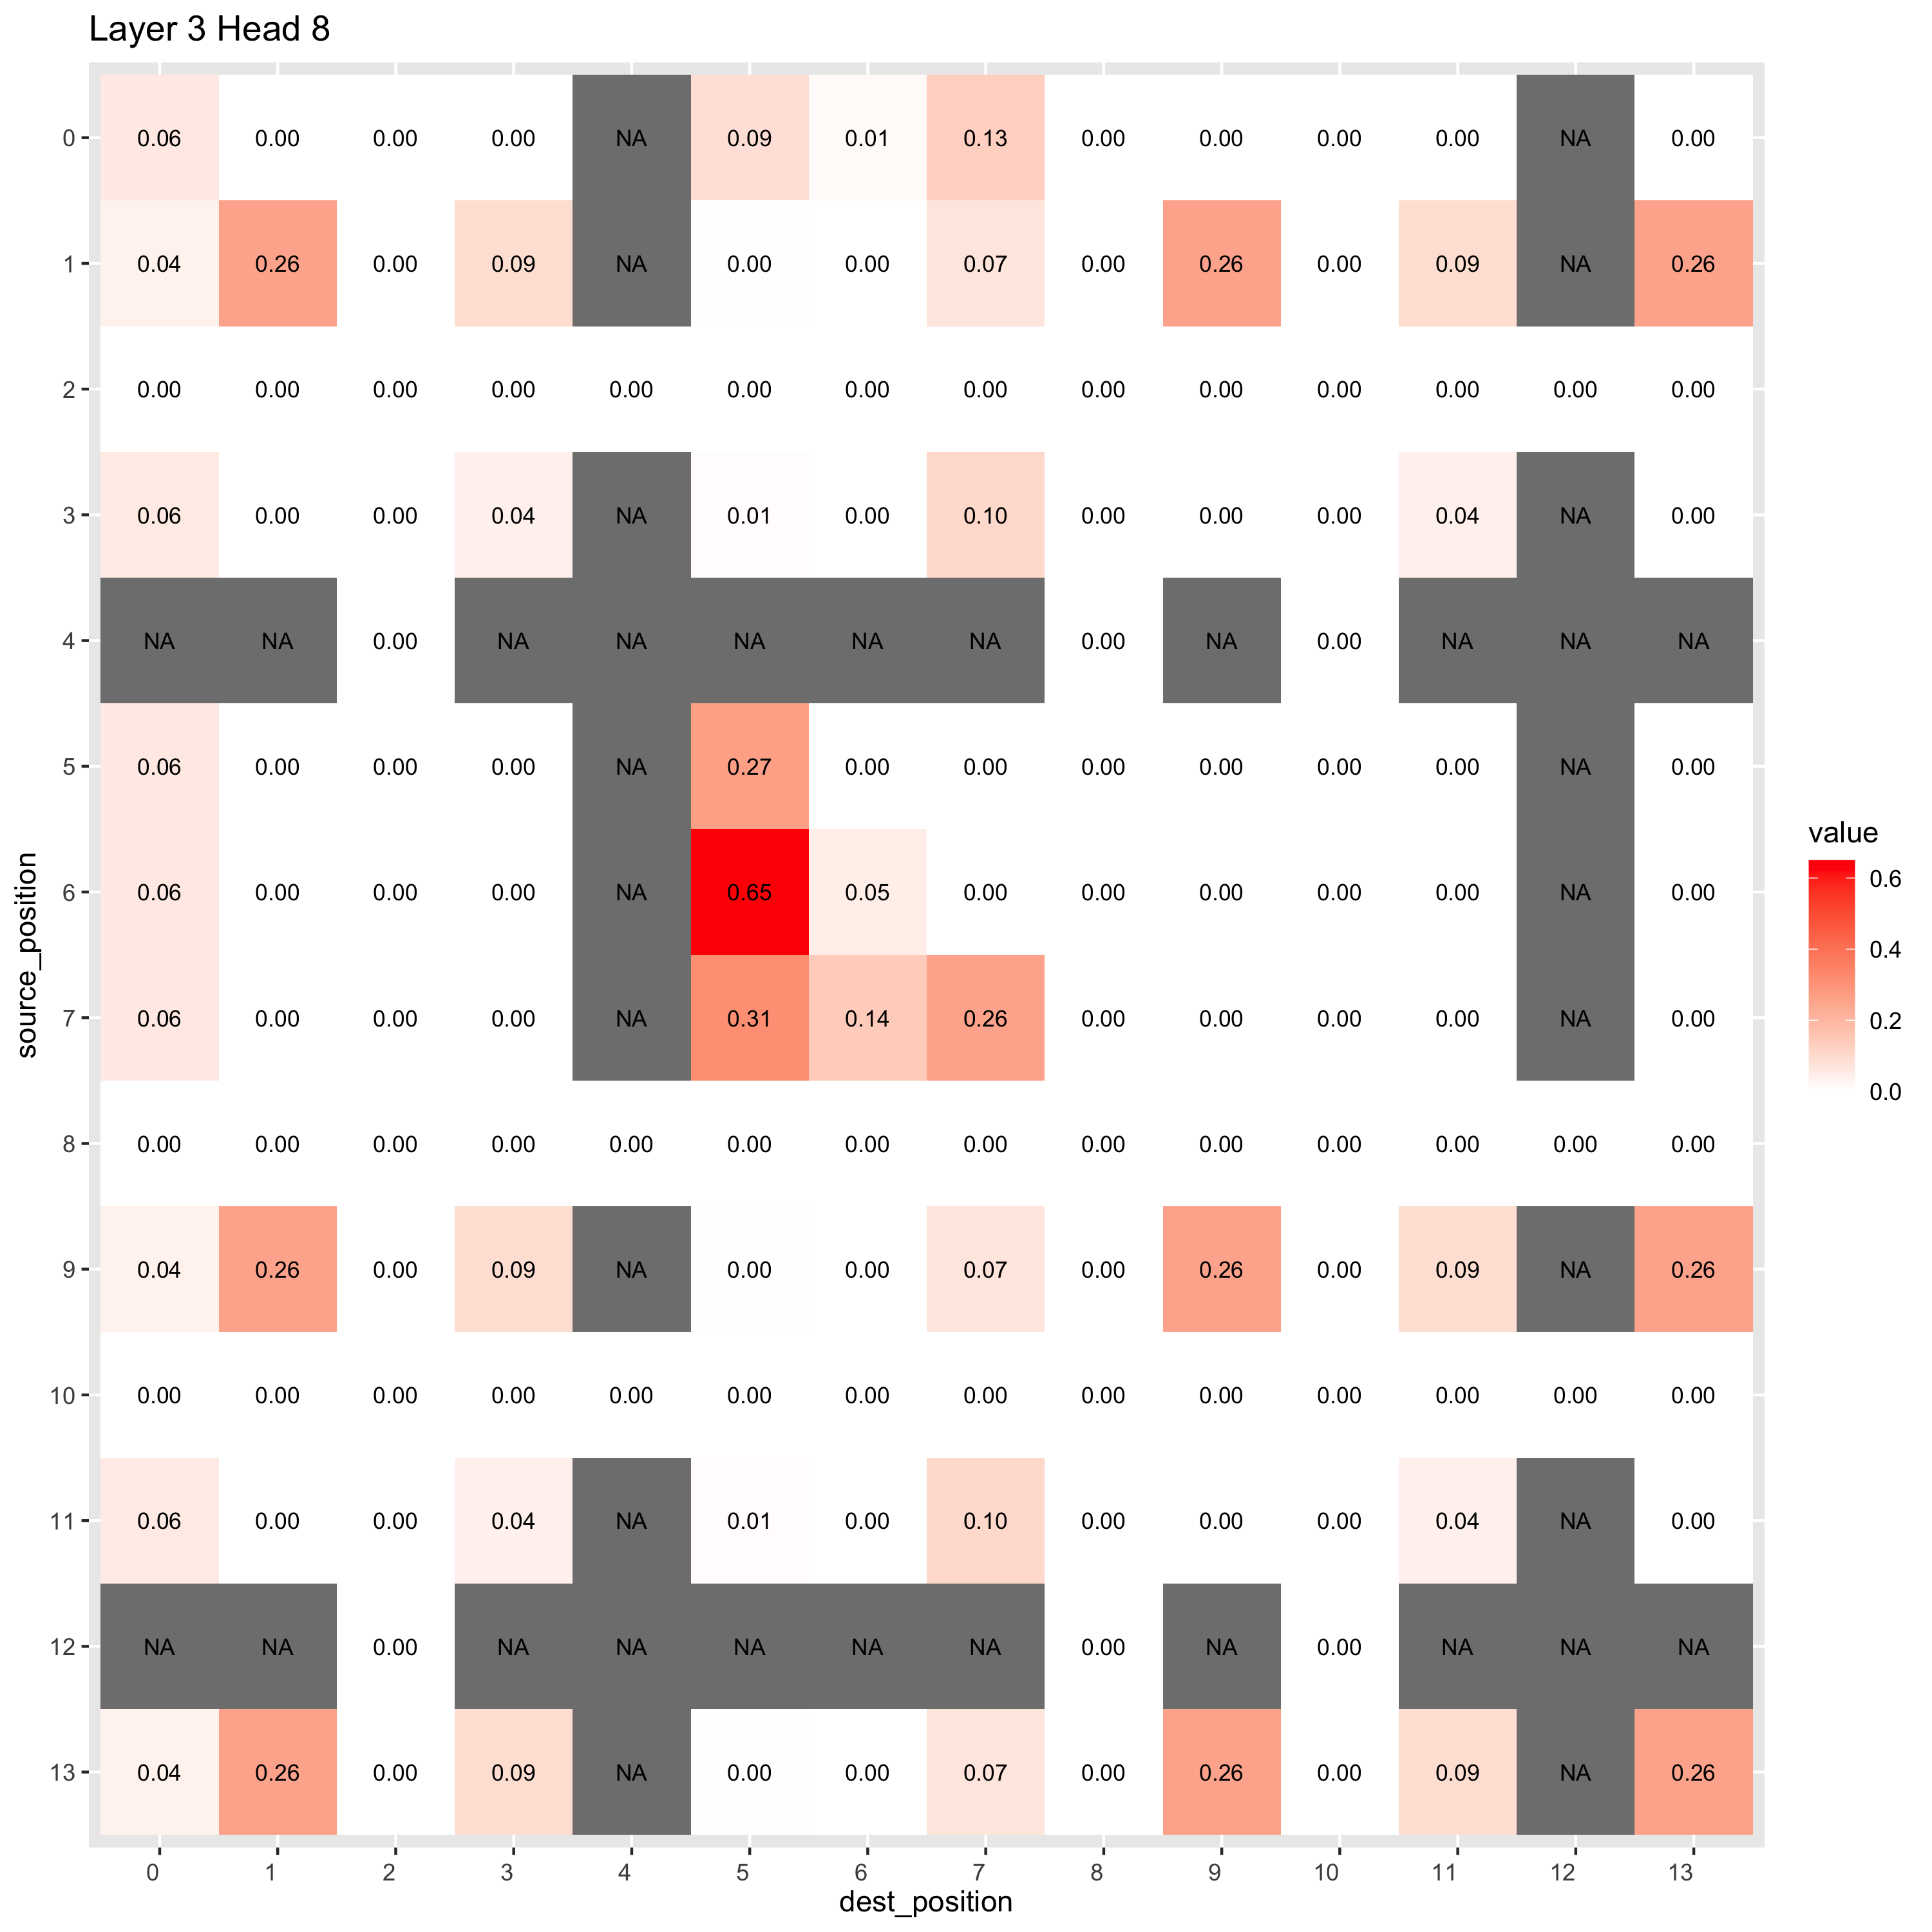 Layer 3 Head 8
0 0.06 0.00 0.00 0.00 NA 0.09 0.01 0.13 0.00 0.00 0.00 0.00 NA 0.00
1 0.04 0.26 0.00 0.09 NA 0.00 0.00 0.07 0.00 0.26 0.00 0.09 NA 0.26
2 0.00 0.00 0.00 0.00 0.00 0.00 0.00 0.00 0.00 0.00 0.00 0.00 0.00 0.00
3 0.06 0.00 0.00 0.04 NA 0.01 0.00 0.10 0.00 0.00 0.00 0.04 NA 0.00
4 NA NA 0.00 NA NA NA NA NA 0.00 NA 0.00 NA NA NA
5 0.06 0.00 0.00 0.00 NA 0.27 0.00 0.00 0.00 0.00 0.00 0.00 NA 0.00
6 0.06 0.00 0.00 0.00 NA 0.65 0.05 0.00 0.00 0.00 0.00 0.00 NA 0.00
7 0.06 0.00 0.00 0.00 NA 0.31 0.14 0.26 0.00 0.00 0.00 0.00 NA 0.00
8 0.00 0.00 0.00 0.00 0.00 0.00 0.00 0.00 0.00 0.00 0.00 0.00 0.00 0.00
9 0.04 0.26 0.00 0.09 NA 0.00 0.00 0.07 0.00 0.26 0.00 0.09 NA 0.26
10 0.00 0.00 0.00 0.00 0.00 0.00 0.00 0.00 0.00 0.00 0.00 0.00 0.00 0.00
11 0.06 0.00 0.00 0.04 NA 0.01 0.00 0.10 0.00 0.00 0.00 0.04 NA 0.00
12 NA NA 0.00 NA NA NA NA NA 0.00 NA 0.00 NA NA NA
13 0.04 0.26 0.00 0.09 NA 0.00 0.00 0.07 0.00 0.26 0.00 0.09 NA 0.26
0 1 2 3 4 5 6 7 8 9 10 11 12 13
dest_position
source_position
value
0.6
0.4
0.2
0.0